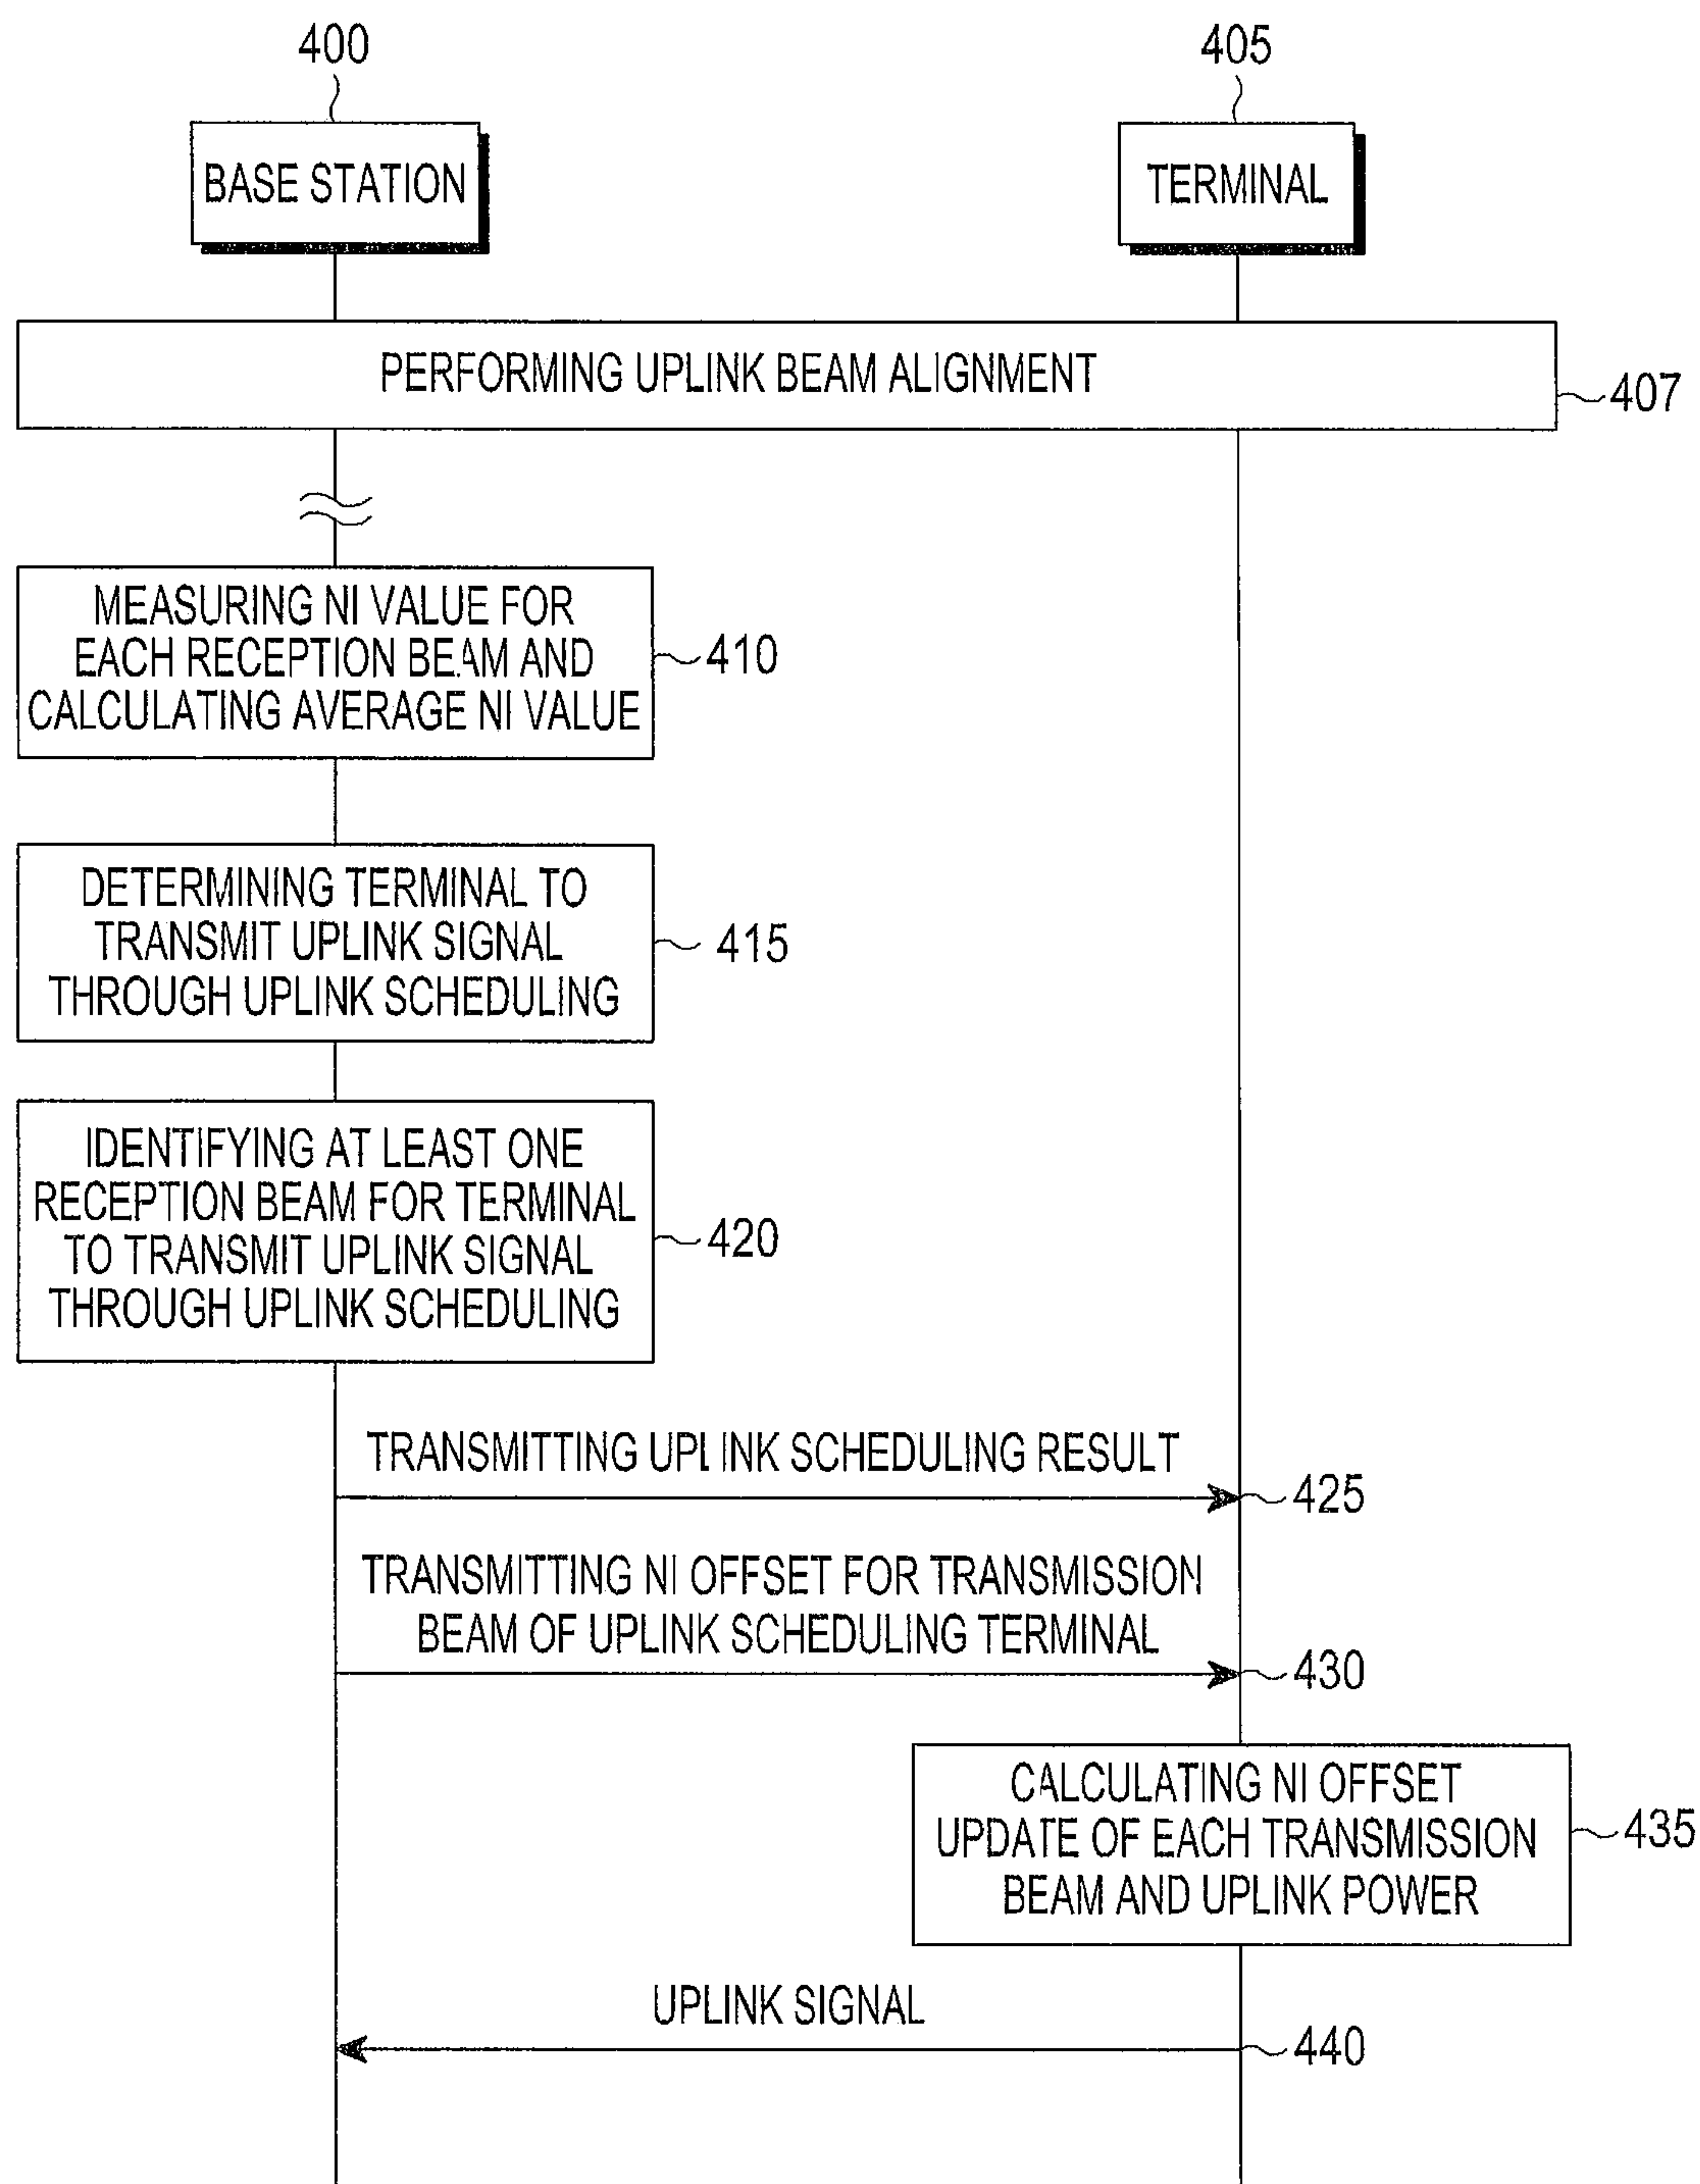 400
405
BASE STATION
TERMINAL
PERFORMING UPLINK BEAM ALIGNMENT
407
MEASURING NI VALUE FOR
EACH RECEPTION BEAM AND
CALCULATING AVERAGE NI VALUE
410
DETERMINING TERMINAL TO
TRANSMIT UPLINK SIGNAL
THROUGH UPLINK SCHEDULING
415
IDENTIFYING AT LEAST ONE
RECEPTION BEAM FOR TERMINAL
TO TRANSMIT UPLINK SIGNAL
THROUGH UPLINK SCHEDULING
420
TRANSMITTING UPLINK SCHEDULING RESULT
425
TRANSMITTING NI OFFSET FOR TRANSMISSION
BEAM OF UPLINK SCHEDULING TERMINAL
430
CALCULATING NI OFFSET
UPDATE OF EACH TRANSMISSION
BEAM AND UPLINK POWER
435
UPLINK SIGNAL
440